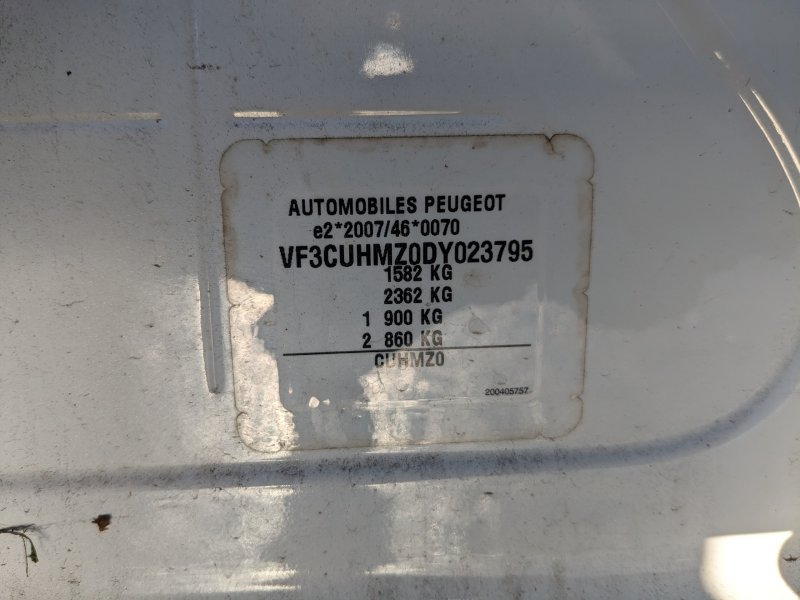 AUTOMOBILES PEUGEOT
e2*2007/46*0070
VF3CUHMZ0DY023795
1582 KG
2362 KG
1 900 KG
2 860 KG
CUHMZ0
200405757